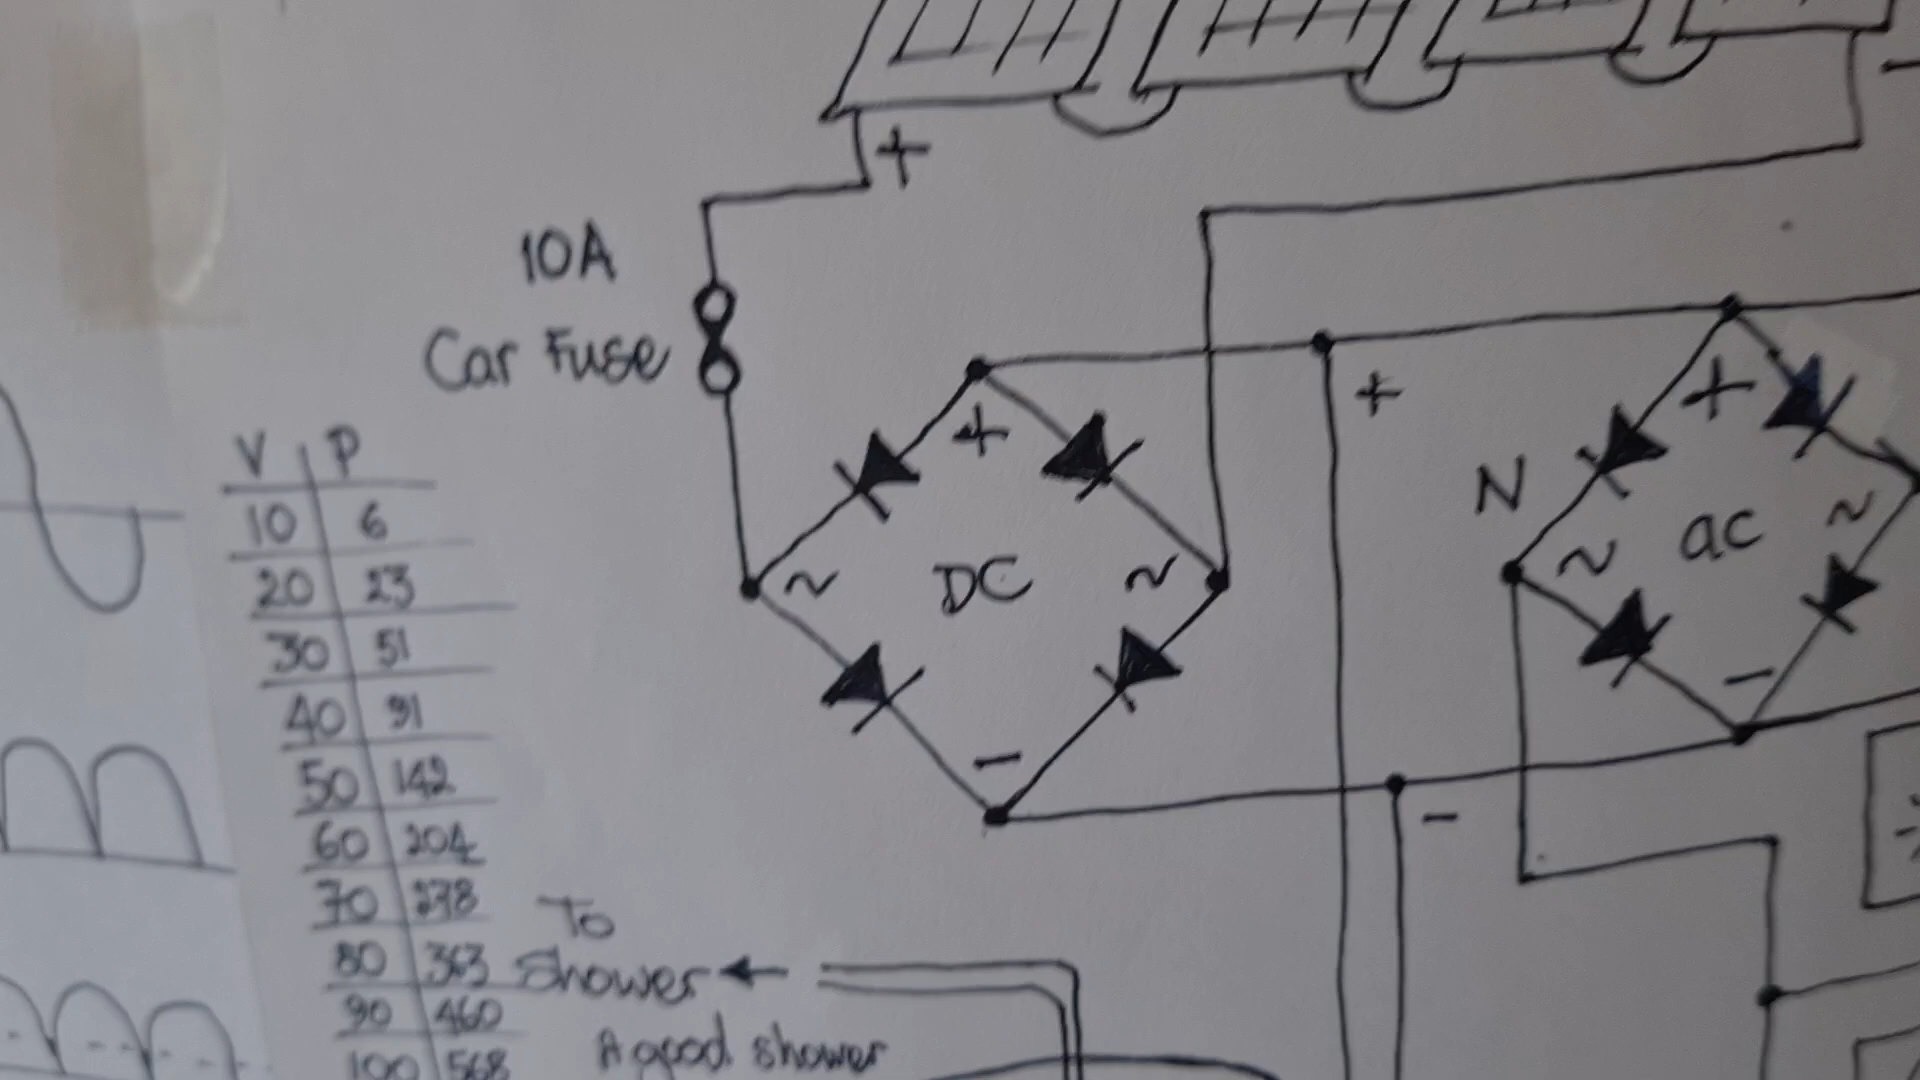 +
10A
Car Fuse
+
+
+
N
~
DC
~
~
ac
~
−
−
−
V P
10 6
20 23
30 51
40 91
50 142
60 204
70 278
80 363
90 460
100 568
To
Shower
A good shower